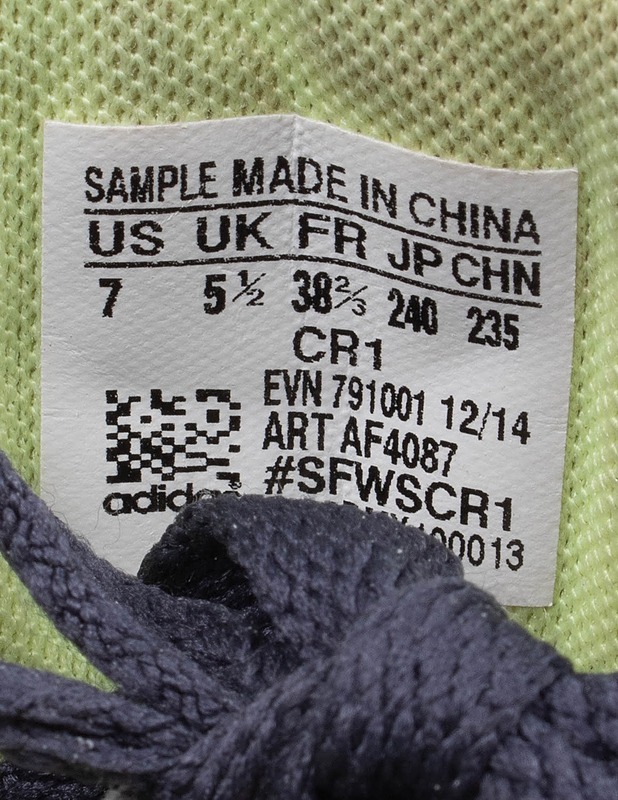 SAMPLE MADE IN CHINA
US UK FR JP CHN
7 5½ 38⅔ 240 235
CR1
EVN 791001 12/14
ART AF4087
#SFWSCR1
adidas